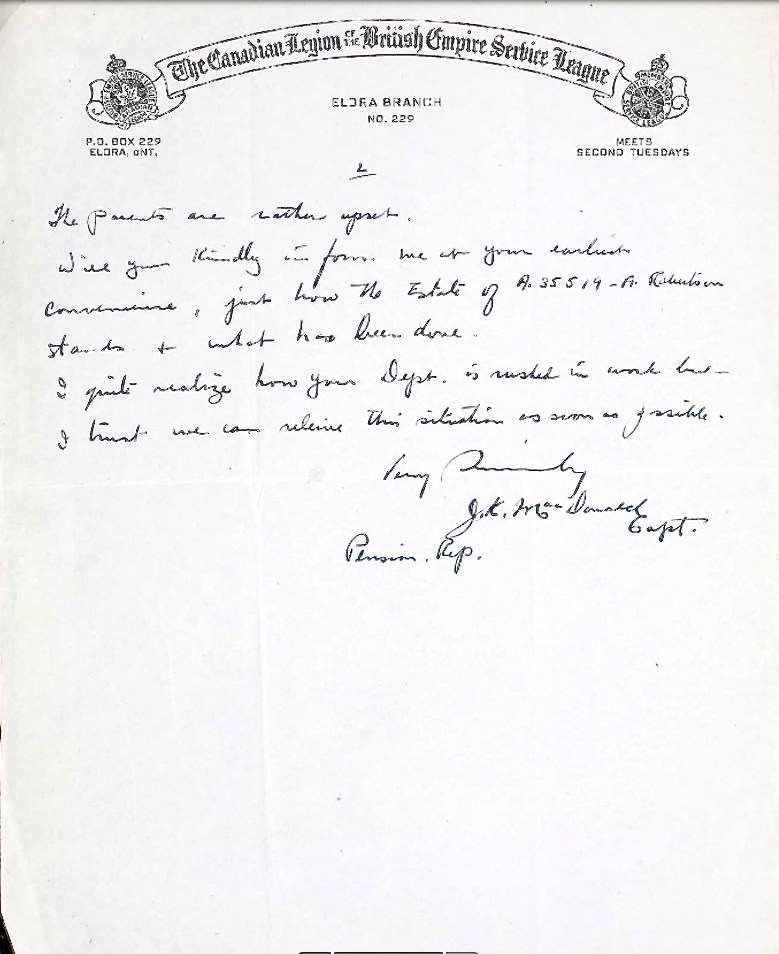 The Canadian Legion OF THE British Empire Service League
ELORA BRANCH
NO. 229
P.O. BOX 229
ELORA, ONT.
MEETS
SECOND TUESDAYS
2
The parents are rather upset.
Will you kindly inform me at your earliest
convenience, just how the Estate of A.35519 - A. Robertson
stands & what has been done.
I quite realize how your Dept. is rushed in work but
I trust we can relieve this situation as soon as possible.
Very Sincerely
J.K. MacDonald
Capt.
Pension. Rep.